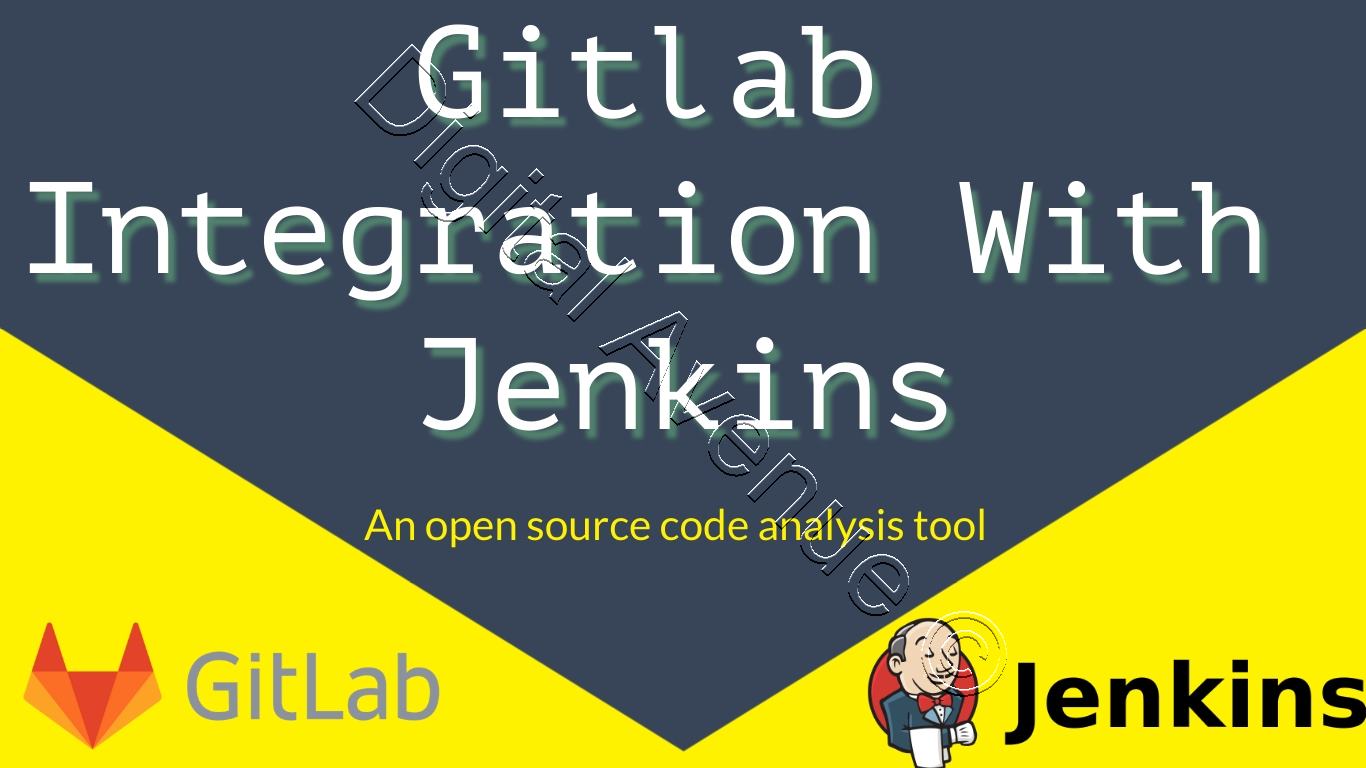 Gitlab
Integration With
Jenkins
Digital Avenue ©
An open source code analysis tool
GitLab
Jenkins